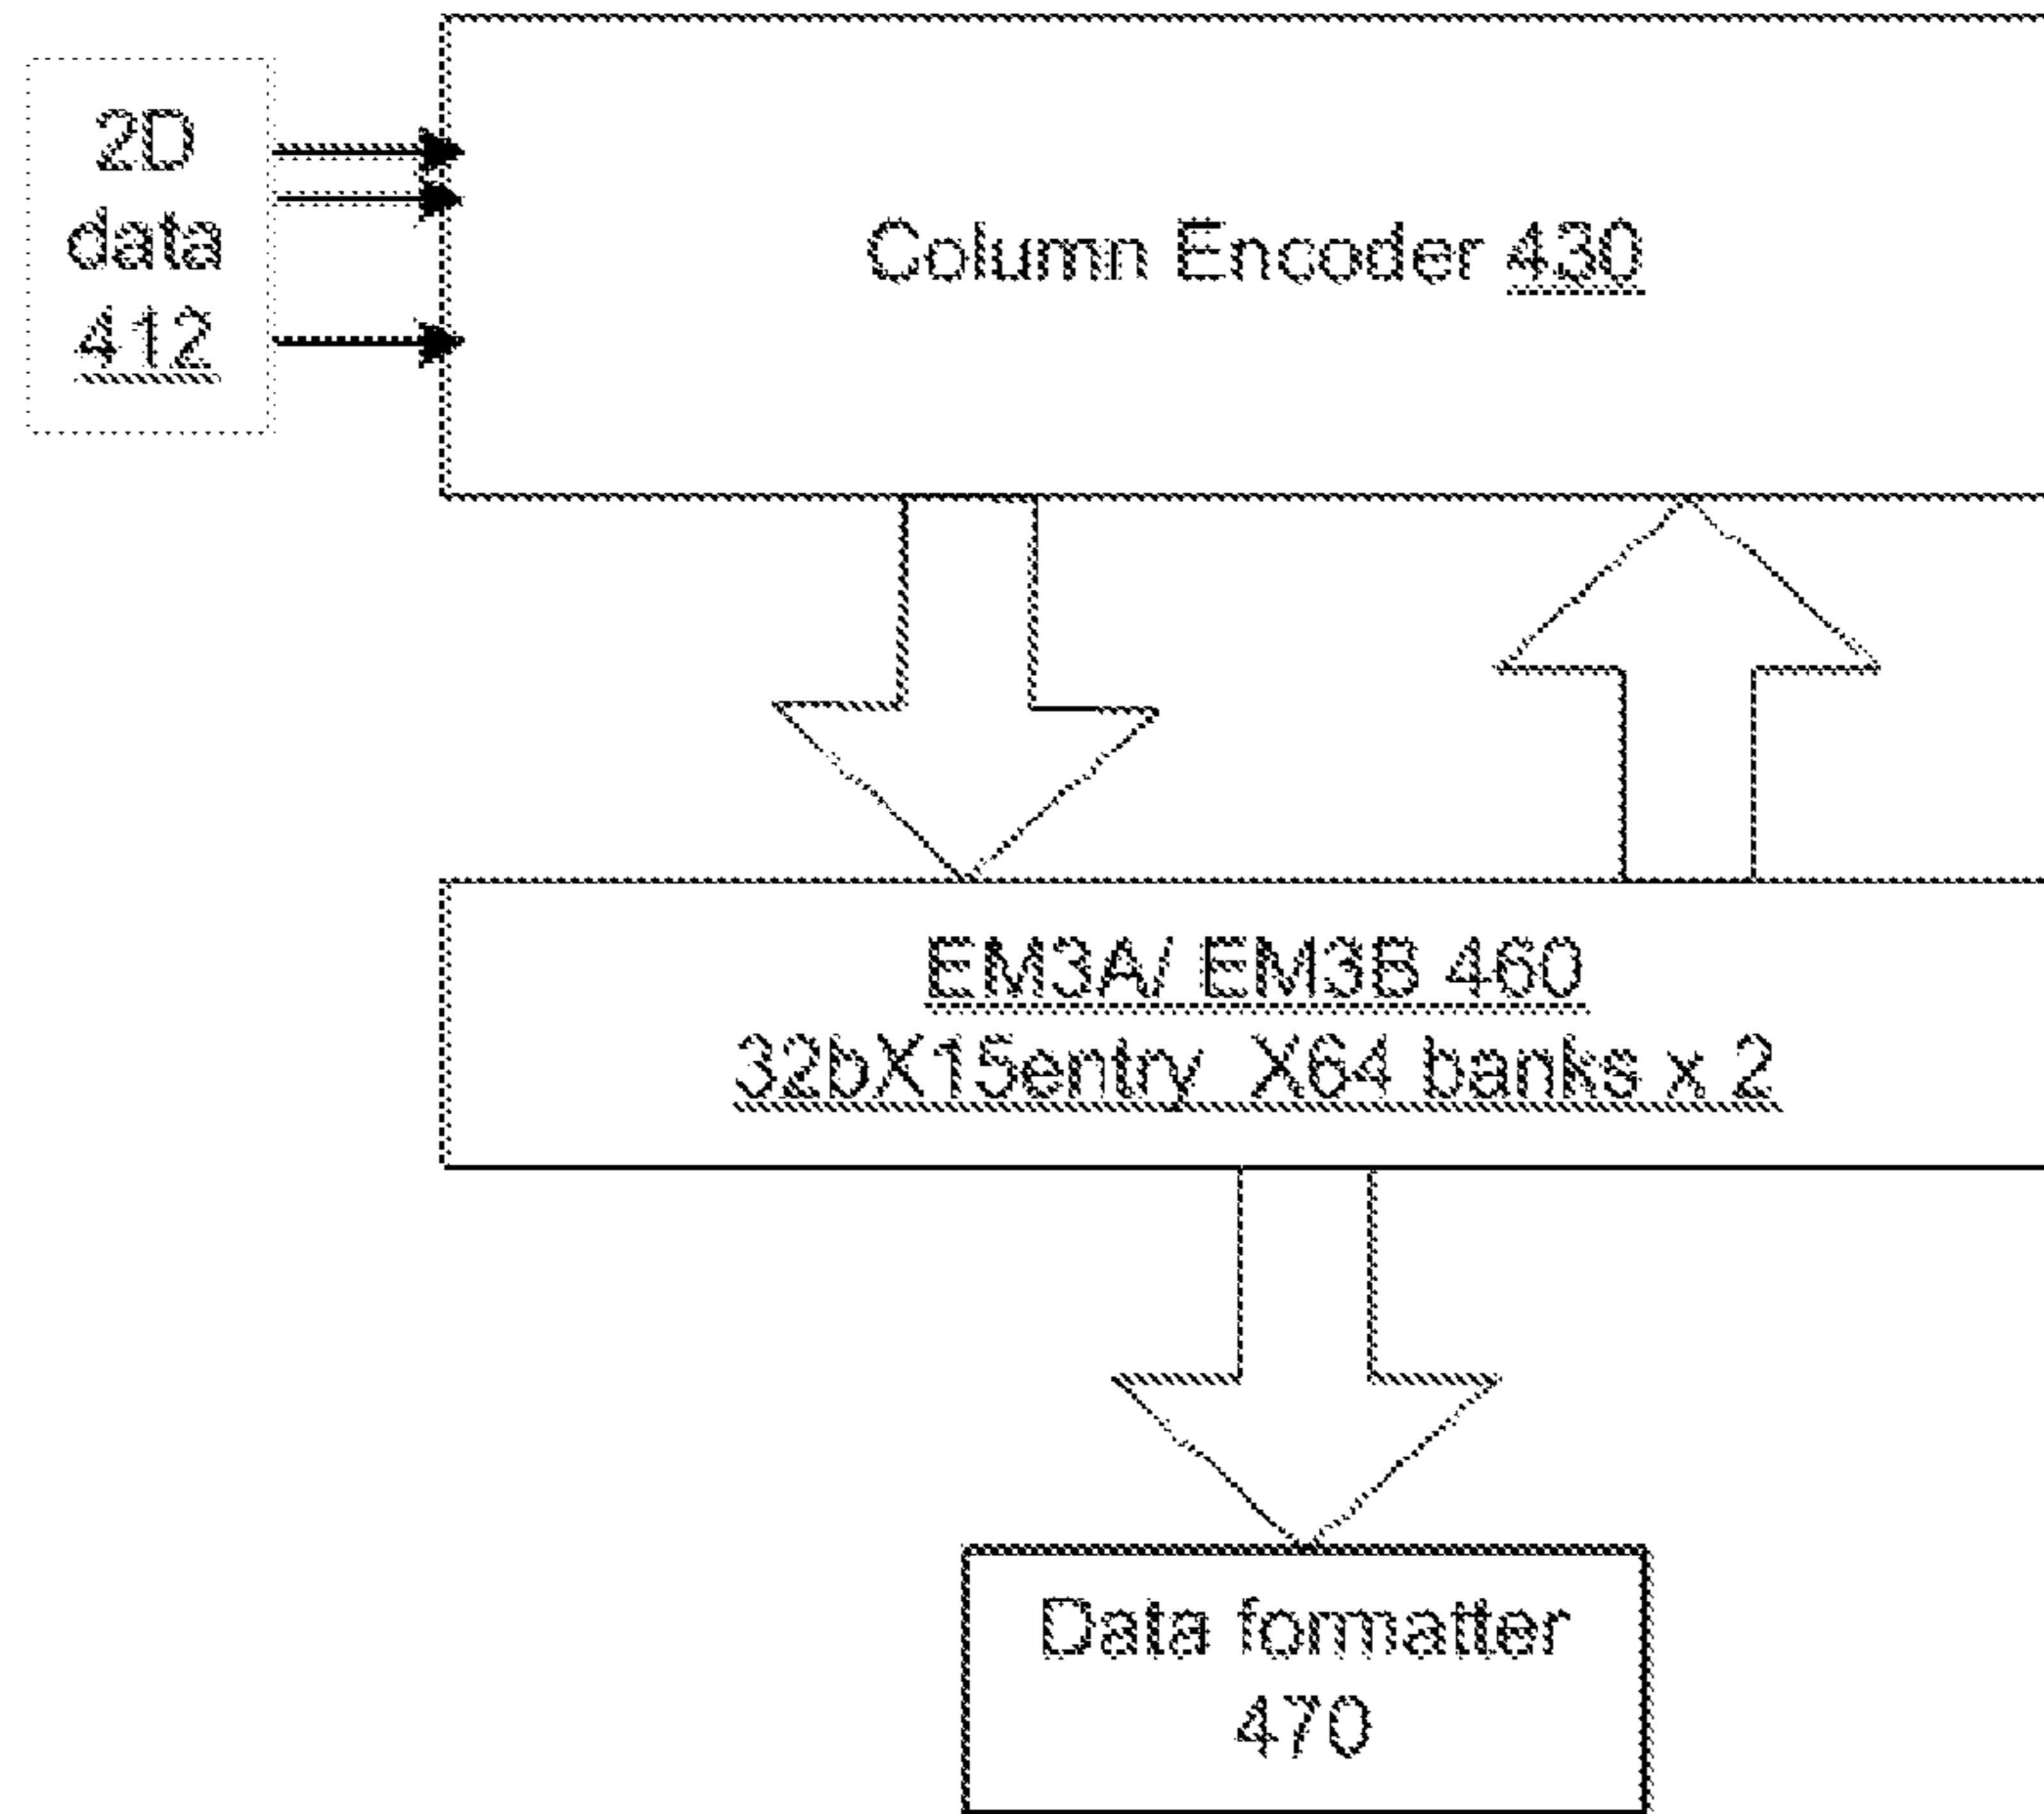 2D
data
412
Column Encoder 430
EM3A/ EM3B 460
32bX15entry X64 banks x 2
Data formatter
470